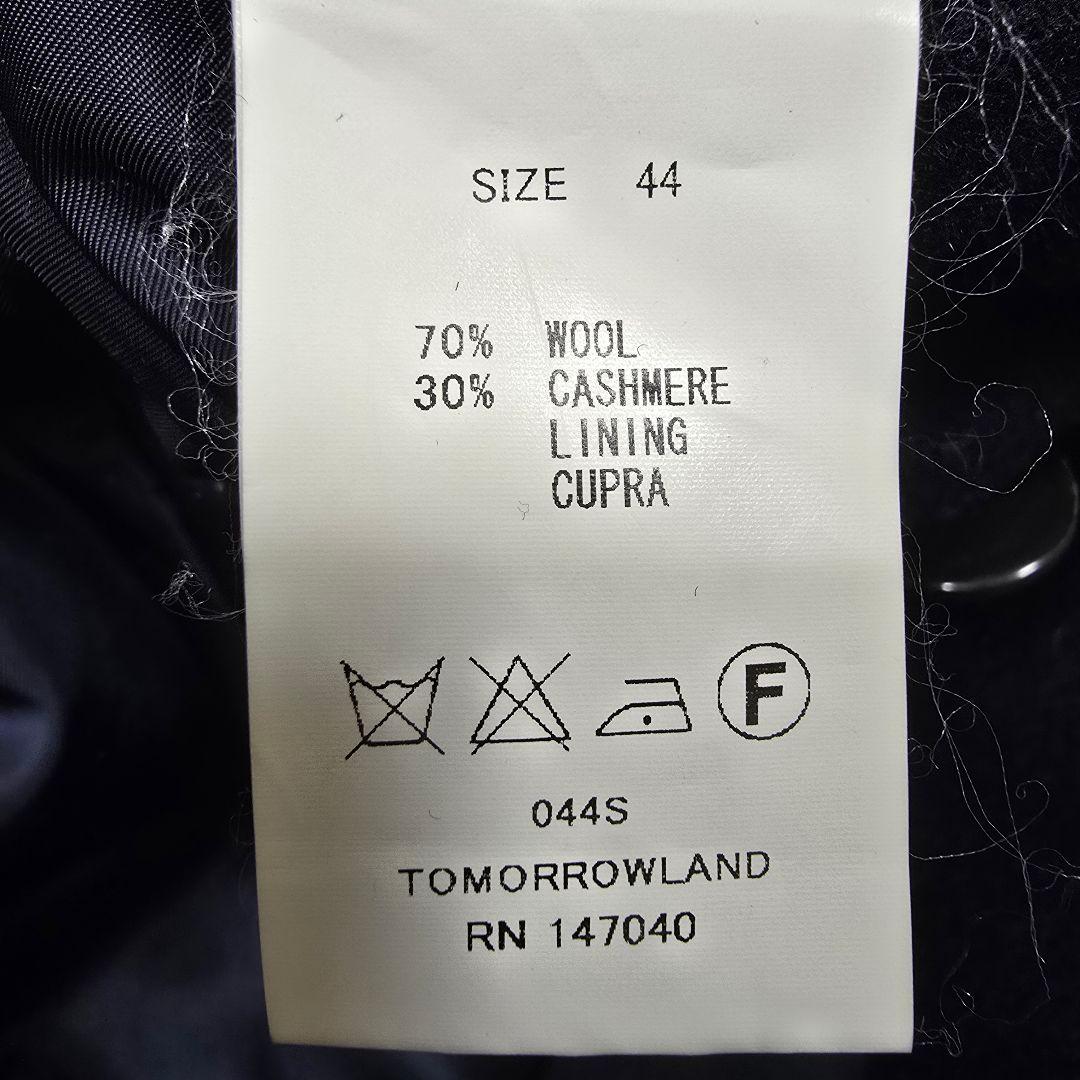 SIZE 44
70% WOOL
30% CASHMERE
LINING
CUPRA
F
044S
TOMORROWLAND
RN 147040